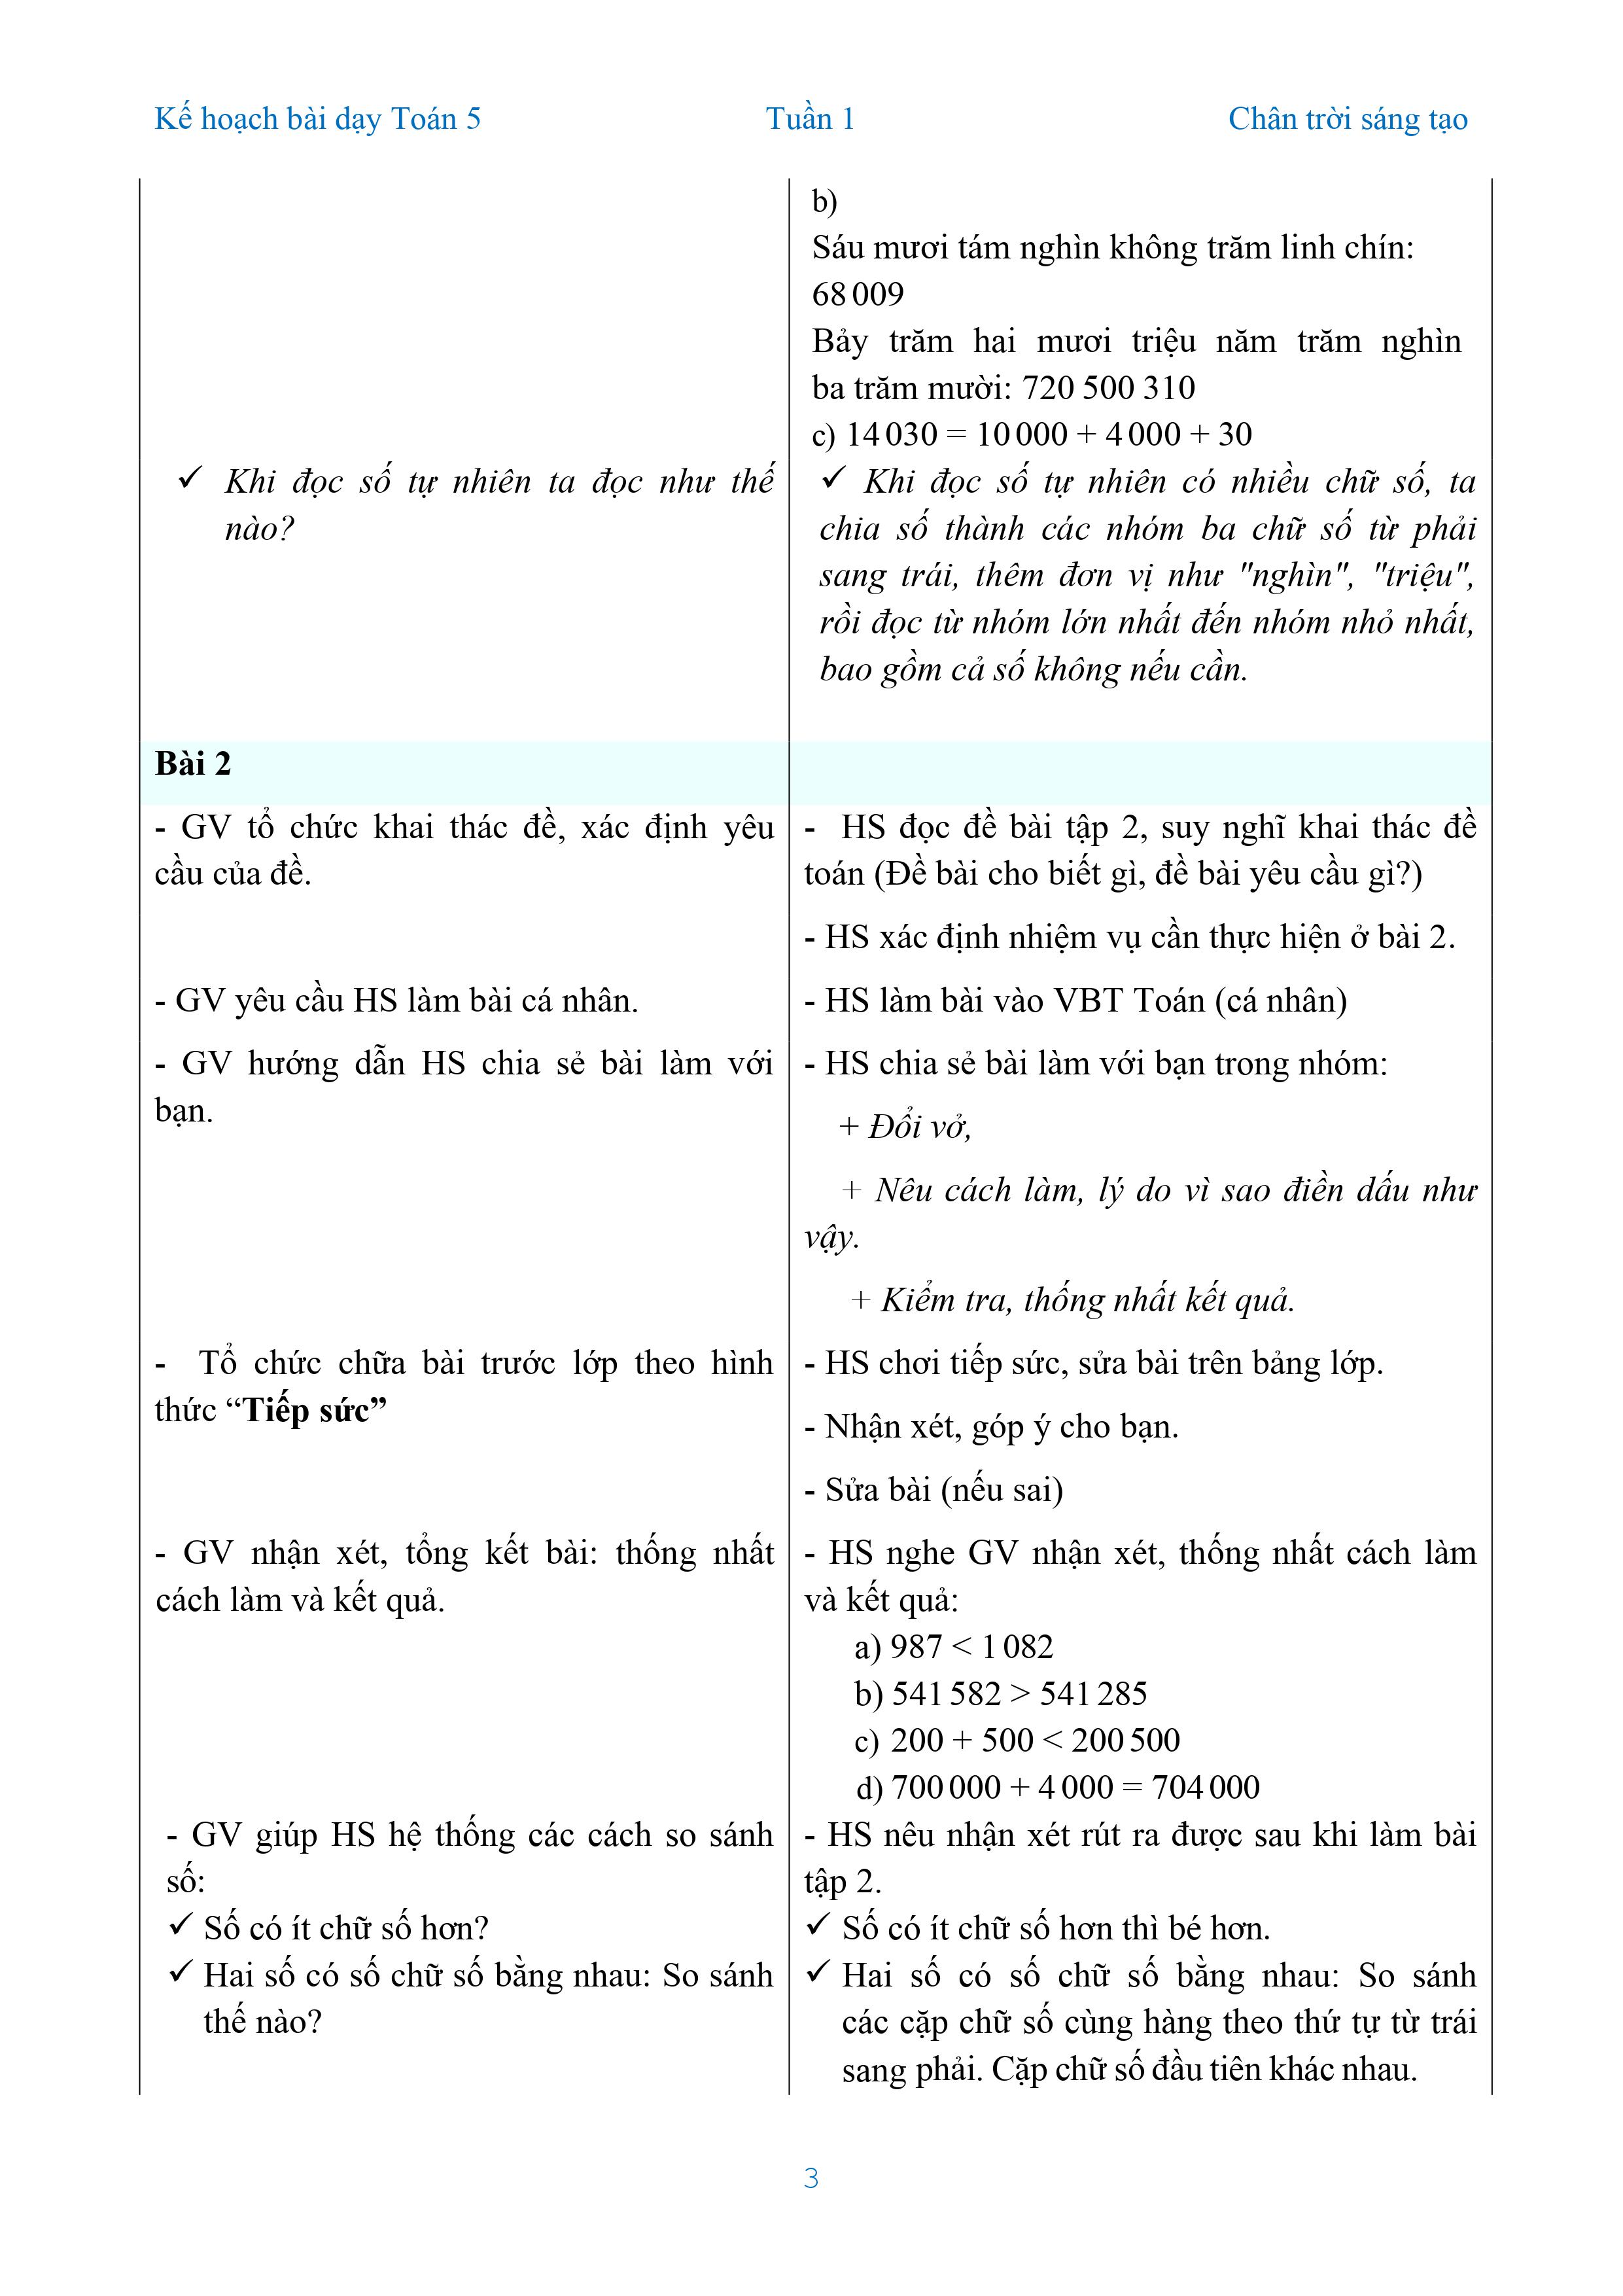 Kế hoạch bài dạy Toán 5 Tuần 1 Chân trời sáng tạo
b)
Sáu mươi tám nghìn không trăm linh chín:
68 009
Bảy trăm hai mươi triệu năm trăm nghìn
ba trăm mười: 720 500 310
c) 14 030 = 10 000 + 4 000 + 30
✓ Khi đọc số tự nhiên ta đọc như thế
nào?
✓ Khi đọc số tự nhiên có nhiều chữ số, ta
chia số thành các nhóm ba chữ số từ phải
sang trái, thêm đơn vị như "nghìn", "triệu",
rồi đọc từ nhóm lớn nhất đến nhóm nhỏ nhất,
bao gồm cả số không nếu cần.
Bài 2
- GV tổ chức khai thác đề, xác định yêu
cầu của đề.
- HS đọc đề bài tập 2, suy nghĩ khai thác đề
toán (Đề bài cho biết gì, đề bài yêu cầu gì?)
- HS xác định nhiệm vụ cần thực hiện ở bài 2.
- GV yêu cầu HS làm bài cá nhân.
- HS làm bài vào VBT Toán (cá nhân)
- GV hướng dẫn HS chia sẻ bài làm với
bạn.
- HS chia sẻ bài làm với bạn trong nhóm:
+ Đổi vở,
+ Nêu cách làm, lý do vì sao điền dấu như
vậy.
+ Kiểm tra, thống nhất kết quả.
- Tổ chức chữa bài trước lớp theo hình
thức “Tiếp sức”
- HS chơi tiếp sức, sửa bài trên bảng lớp.
- Nhận xét, góp ý cho bạn.
- Sửa bài (nếu sai)
- GV nhận xét, tổng kết bài: thống nhất
cách làm và kết quả.
- HS nghe GV nhận xét, thống nhất cách làm
và kết quả:
a) 987 < 1 082
b) 541 582 > 541 285
c) 200 + 500 < 200 500
d) 700 000 + 4 000 = 704 000
- GV giúp HS hệ thống các cách so sánh
số:
✓ Số có ít chữ số hơn?
✓ Hai số có số chữ số bằng nhau: So sánh
thế nào?
- HS nêu nhận xét rút ra được sau khi làm bài
tập 2.
✓ Số có ít chữ số hơn thì bé hơn.
✓ Hai số có số chữ số bằng nhau: So sánh
các cặp chữ số cùng hàng theo thứ tự từ trái
sang phải. Cặp chữ số đầu tiên khác nhau.
3